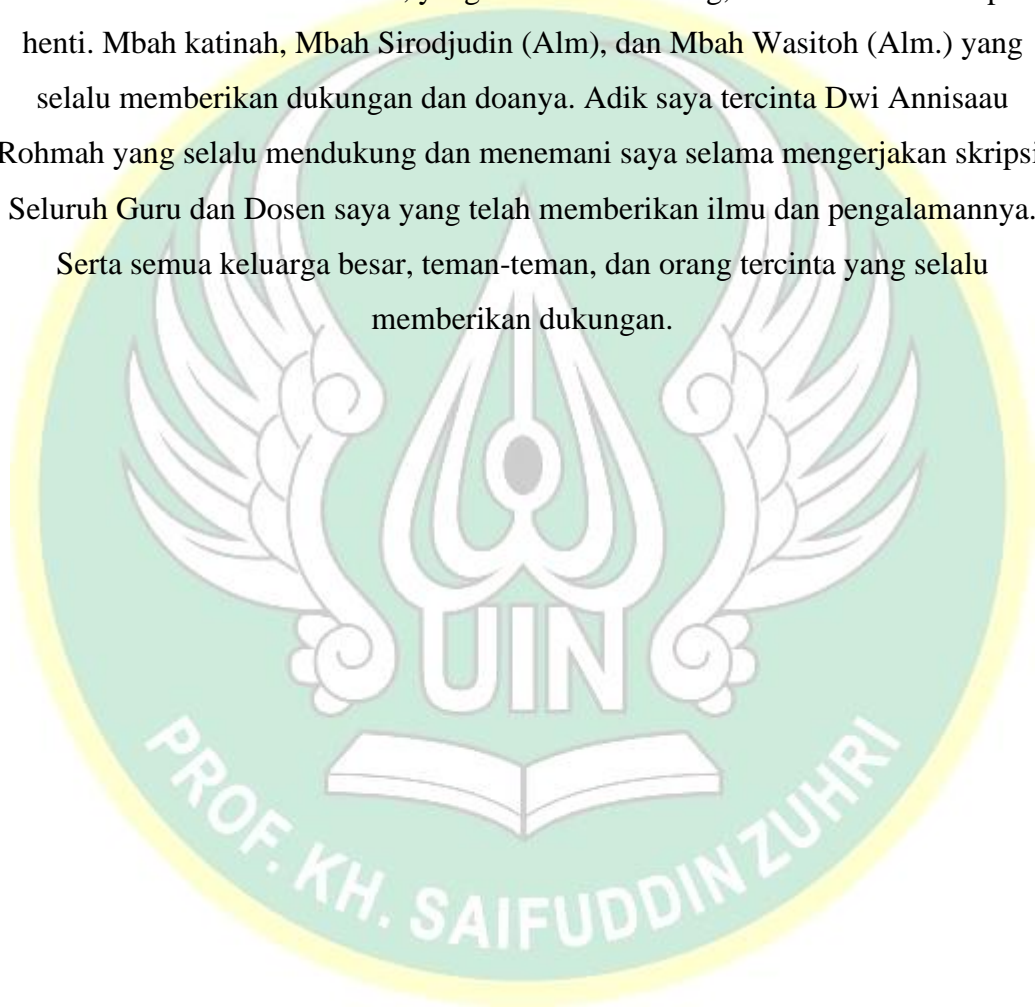 henti. Mbah katinah, Mbah Sirodjudin (Alm), dan Mbah Wasitoh (Alm.) yang
selalu memberikan dukungan dan doanya. Adik saya tercinta Dwi Annisaau
Rohmah yang selalu mendukung dan menemani saya selama mengerjakan skripsi
Seluruh Guru dan Dosen saya yang telah memberikan ilmu dan pengalamannya.
Serta semua keluarga besar, teman-teman, dan orang tercinta yang selalu
memberikan dukungan.
UIN
PROF. KH. SAIFUDDIN ZUHRI